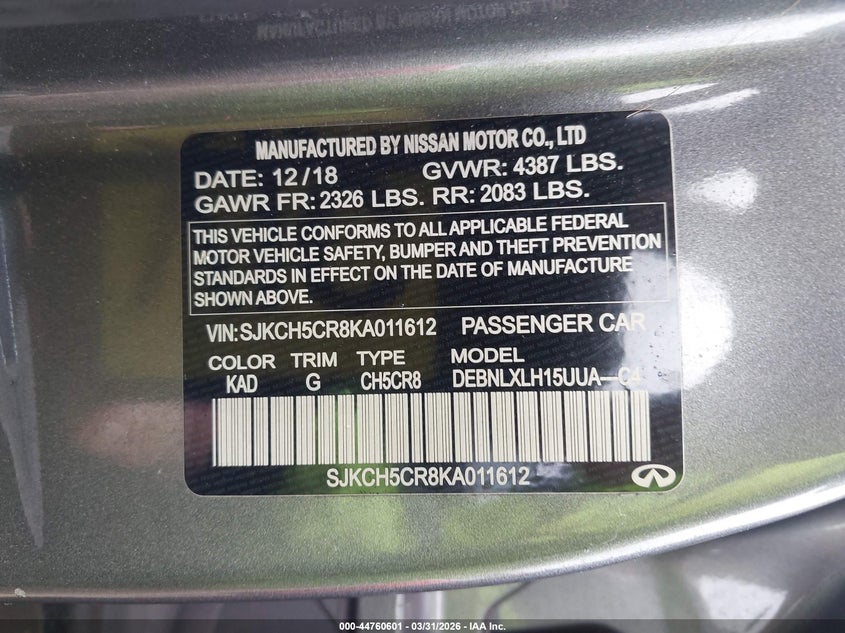 MANUFACTURED BY NISSAN MOTOR CO., LTD
DATE: 12/18 GVWR: 4387 LBS.
GAWR FR: 2326 LBS. RR: 2083 LBS.
THIS VEHICLE CONFORMS TO ALL APPLICABLE FEDERAL
MOTOR VEHICLE SAFETY, BUMPER AND THEFT PREVENTION
STANDARDS IN EFFECT ON THE DATE OF MANUFACTURE
SHOWN ABOVE.
VIN: SJKCH5CR8KA011612 PASSENGER CAR
COLOR TRIM TYPE MODEL
KAD G CH5CR8 DEBNLXLH15UUA—C4
SJKCH5CR8KA011612
000-44760601 - 03/31/2026 - IAA Inc.